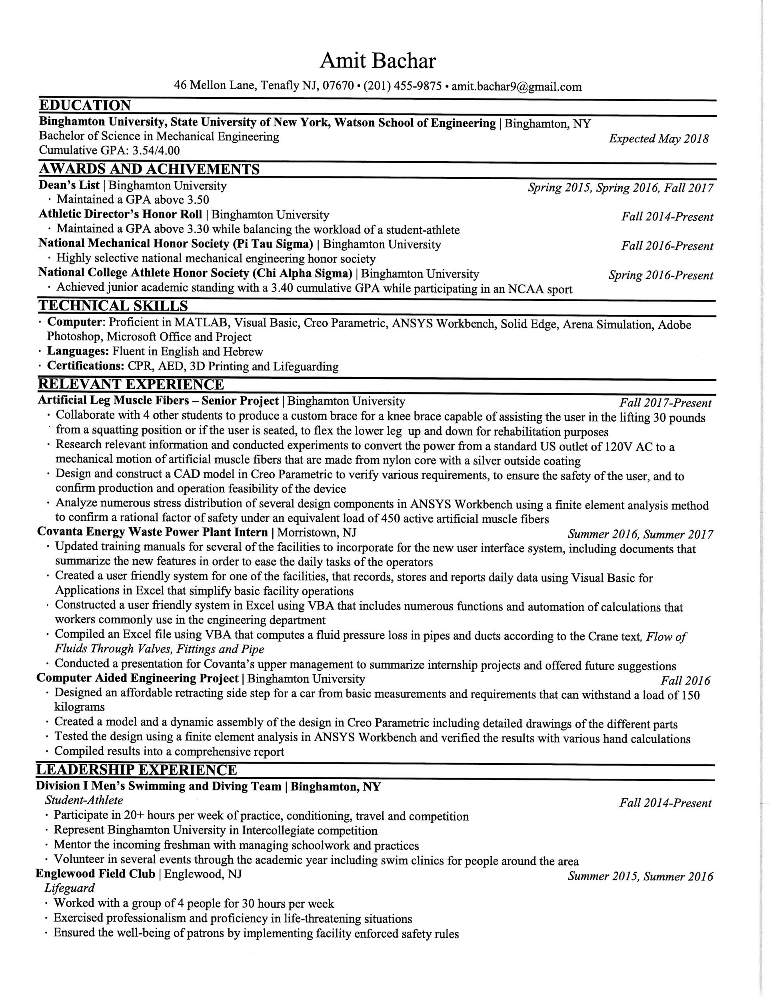 Amit Bachar
46 Mellon Lane, Tenafly NJ, 07670 • (201) 455-9875 • amit.bachar9@gmail.com
EDUCATION
Binghamton University, State University of New York, Watson School of Engineering | Binghamton, NY
Bachelor of Science in Mechanical Engineering Expected May 2018
Cumulative GPA: 3.54/4.00
AWARDS AND ACHIVEMENTS
Dean's List | Binghamton University Spring 2015, Spring 2016, Fall 2017
· Maintained a GPA above 3.50
Athletic Director's Honor Roll | Binghamton University Fall 2014-Present
· Maintained a GPA above 3.30 while balancing the workload of a student-athlete
National Mechanical Honor Society (Pi Tau Sigma) | Binghamton University Fall 2016-Present
· Highly selective national mechanical engineering honor society
National College Athlete Honor Society (Chi Alpha Sigma) | Binghamton University Spring 2016-Present
· Achieved junior academic standing with a 3.40 cumulative GPA while participating in an NCAA sport
TECHNICAL SKILLS
· Computer: Proficient in MATLAB, Visual Basic, Creo Parametric, ANSYS Workbench, Solid Edge, Arena Simulation, Adobe
Photoshop, Microsoft Office and Project
· Languages: Fluent in English and Hebrew
· Certifications: CPR, AED, 3D Printing and Lifeguarding
RELEVANT EXPERIENCE
Artificial Leg Muscle Fibers – Senior Project | Binghamton University Fall 2017-Present
· Collaborate with 4 other students to produce a custom brace for a knee brace capable of assisting the user in the lifting 30 pounds
from a squatting position or if the user is seated, to flex the lower leg up and down for rehabilitation purposes
· Research relevant information and conducted experiments to convert the power from a standard US outlet of 120V AC to a
mechanical motion of artificial muscle fibers that are made from nylon core with a silver outside coating
· Design and construct a CAD model in Creo Parametric to verify various requirements, to ensure the safety of the user, and to
confirm production and operation feasibility of the device
· Analyze numerous stress distribution of several design components in ANSYS Workbench using a finite element analysis method
to confirm a rational factor of safety under an equivalent load of 450 active artificial muscle fibers
Covanta Energy Waste Power Plant Intern | Morristown, NJ Summer 2016, Summer 2017
· Updated training manuals for several of the facilities to incorporate for the new user interface system, including documents that
summarize the new features in order to ease the daily tasks of the operators
· Created a user friendly system for one of the facilities, that records, stores and reports daily data using Visual Basic for
Applications in Excel that simplify basic facility operations
· Constructed a user friendly system in Excel using VBA that includes numerous functions and automation of calculations that
workers commonly use in the engineering department
· Compiled an Excel file using VBA that computes a fluid pressure loss in pipes and ducts according to the Crane text, Flow of
Fluids Through Valves, Fittings and Pipe
· Conducted a presentation for Covanta's upper management to summarize internship projects and offered future suggestions
Computer Aided Engineering Project | Binghamton University Fall 2016
· Designed an affordable retracting side step for a car from basic measurements and requirements that can withstand a load of 150
kilograms
· Created a model and a dynamic assembly of the design in Creo Parametric including detailed drawings of the different parts
· Tested the design using a finite element analysis in ANSYS Workbench and verified the results with various hand calculations
· Compiled results into a comprehensive report
LEADERSHIP EXPERIENCE
Division I Men's Swimming and Diving Team | Binghamton, NY
Student-Athlete Fall 2014-Present
· Participate in 20+ hours per week of practice, conditioning, travel and competition
· Represent Binghamton University in Intercollegiate competition
· Mentor the incoming freshman with managing schoolwork and practices
· Volunteer in several events through the academic year including swim clinics for people around the area
Englewood Field Club | Englewood, NJ Summer 2015, Summer 2016
Lifeguard
· Worked with a group of 4 people for 30 hours per week
· Exercised professionalism and proficiency in life-threatening situations
· Ensured the well-being of patrons by implementing facility enforced safety rules